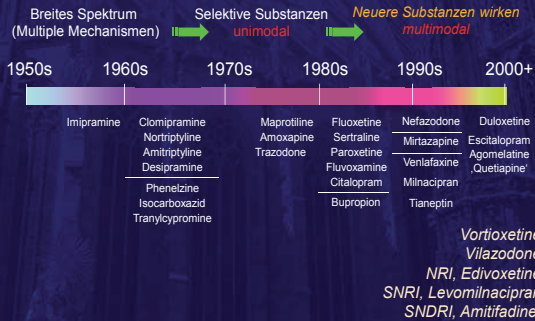 Breites Spektrum
(Multiple Mechanismen)
Selektive Substanzen
unimodal
Neuere Substanzen wirken
multimodal
1950s 1960s 1970s 1980s 1990s 2000+
Imipramine
Clomipramine
Nortriptyline
Amitriptyline
Desipramine
Phenelzine
Isocarboxazid
Tranylcypromine
Maprotiline
Amoxapine
Trazodone
Fluoxetine
Sertraline
Paroxetine
Fluvoxamine
Citalopram
Bupropion
Nefazodone
Mirtazapine
Venlafaxine
Milnacipran
Tianeptin
Duloxetine
Escitalopram
Agomelatine
‚Quetiapine‘
Vortioxetine
Vilazodone
NRI, Edivoxetine
SNRI, Levomilnacipran
SNDRI, Amitifadine